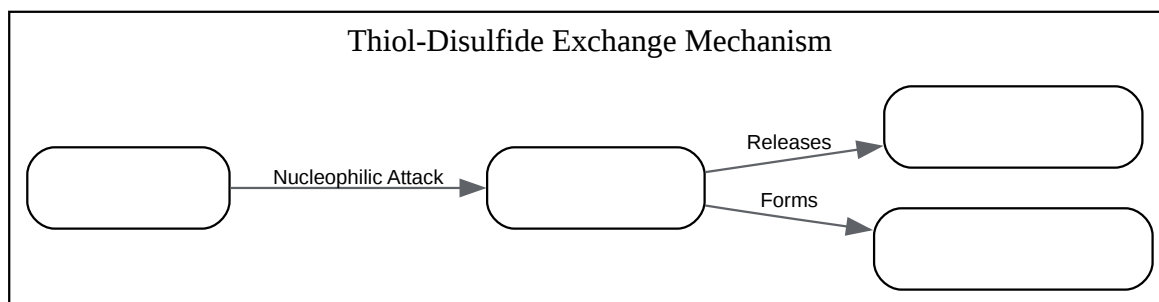 Thiol-Disulfide Exchange Mechanism
Nucleophilic Attack
Releases
Forms